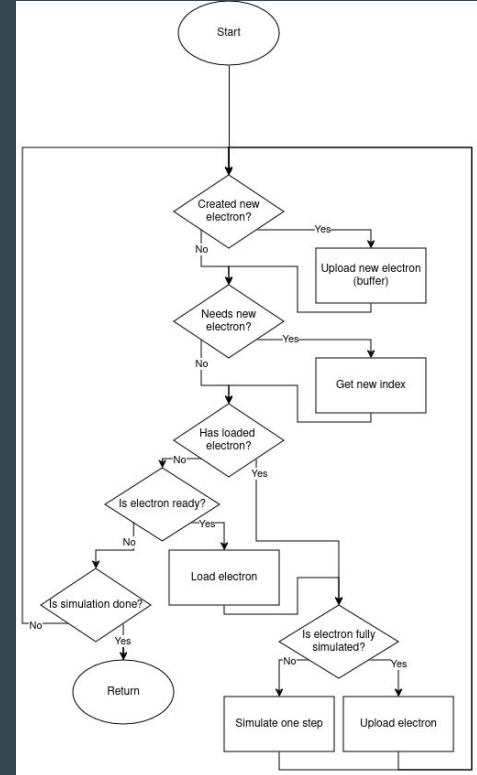 Start
Created new
electron?
Yes
No
Upload new electron
(buffer)
Needs new
electron?
Yes
No
Get new index
Has loaded
electron?
No
Yes
Is electron ready?
Yes
No
Load electron
Is simulation done?
No
Yes
Is electron fully
simulated?
No
Yes
Return
Simulate one step
Upload electron